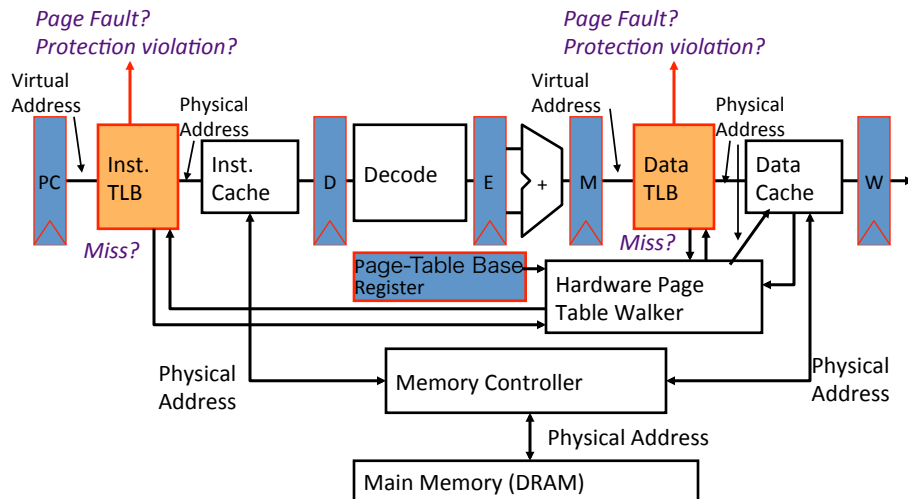 Page Fault?
Protection violation?
Page Fault?
Protection violation?
Virtual
Address
Physical
Address
Virtual
Address
Physical
Address
PC
Inst.
TLB
Inst.
Cache
D
Decode
E
+
M
Data
TLB
Data
Cache
W
Miss?
Miss?
Page-Table Base
Register
Hardware Page
Table Walker
Physical
Address
Memory Controller
Physical
Address
Physical Address
Main Memory (DRAM)